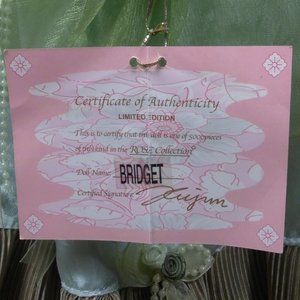 Certificate of Authenticity
LIMITED EDITION
This is to certify that this doll is one of 5000 pieces
of this kind in the ROSE Collection
Doll Name: BRIDGET
Certified Signature: